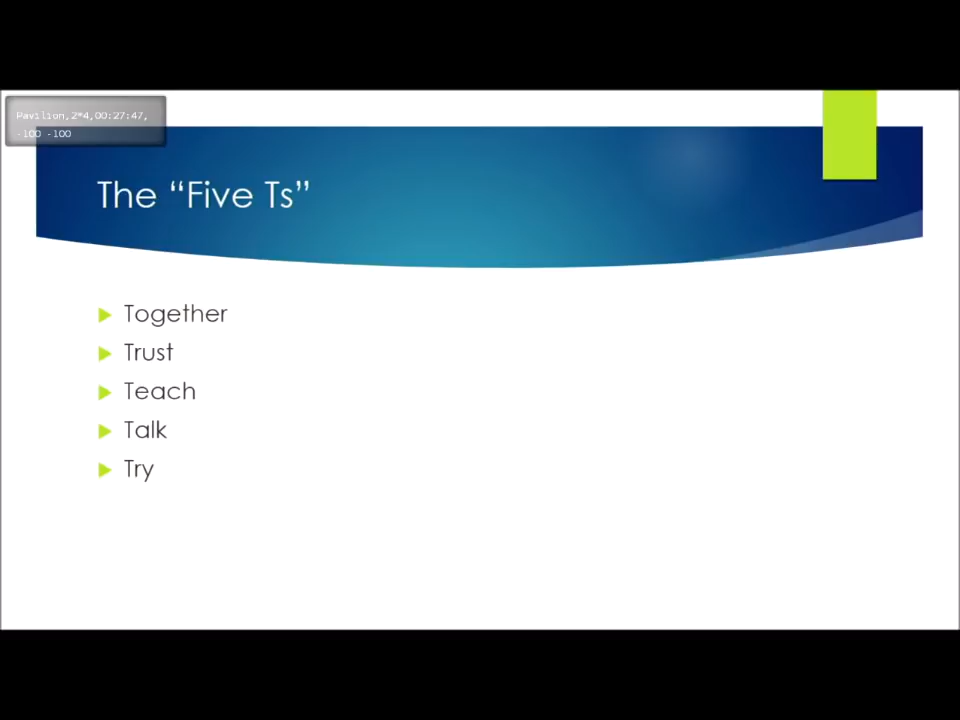 Pavilion,2*4,00:27:47,
-100 -100
The “Five Ts”
Together
Trust
Teach
Talk
Try